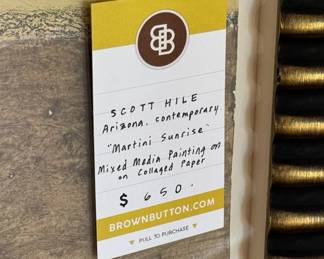 BB
SCOTT HILE
Arizona. contemporary
"Martini Sunrise"
Mixed Media Painting on
on Collaged Paper
$ 650.
BROWNBUTTON.COM
▼ PULL TO PURCHASE ▼